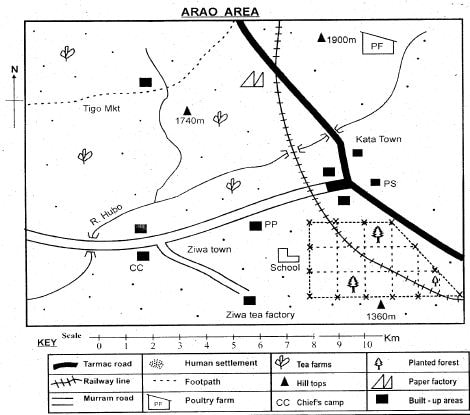 ARAO AREA
1900m
PF
N
Tigo Mkt
1740m
Kata Town
PS
R. Hubo
PP
Ziwa town
School
CC
Ziwa tea factory
1360m
Scale 0 1 2 3 4 5 6 7 8 9 10 Km
KEY
Tarmac road
Human settlement
Tea farms
Planted forest
Railway line
Footpath
Hill tops
Paper factory
Murram road
PF Poultry farm
CC Chief's camp
Built - up areas